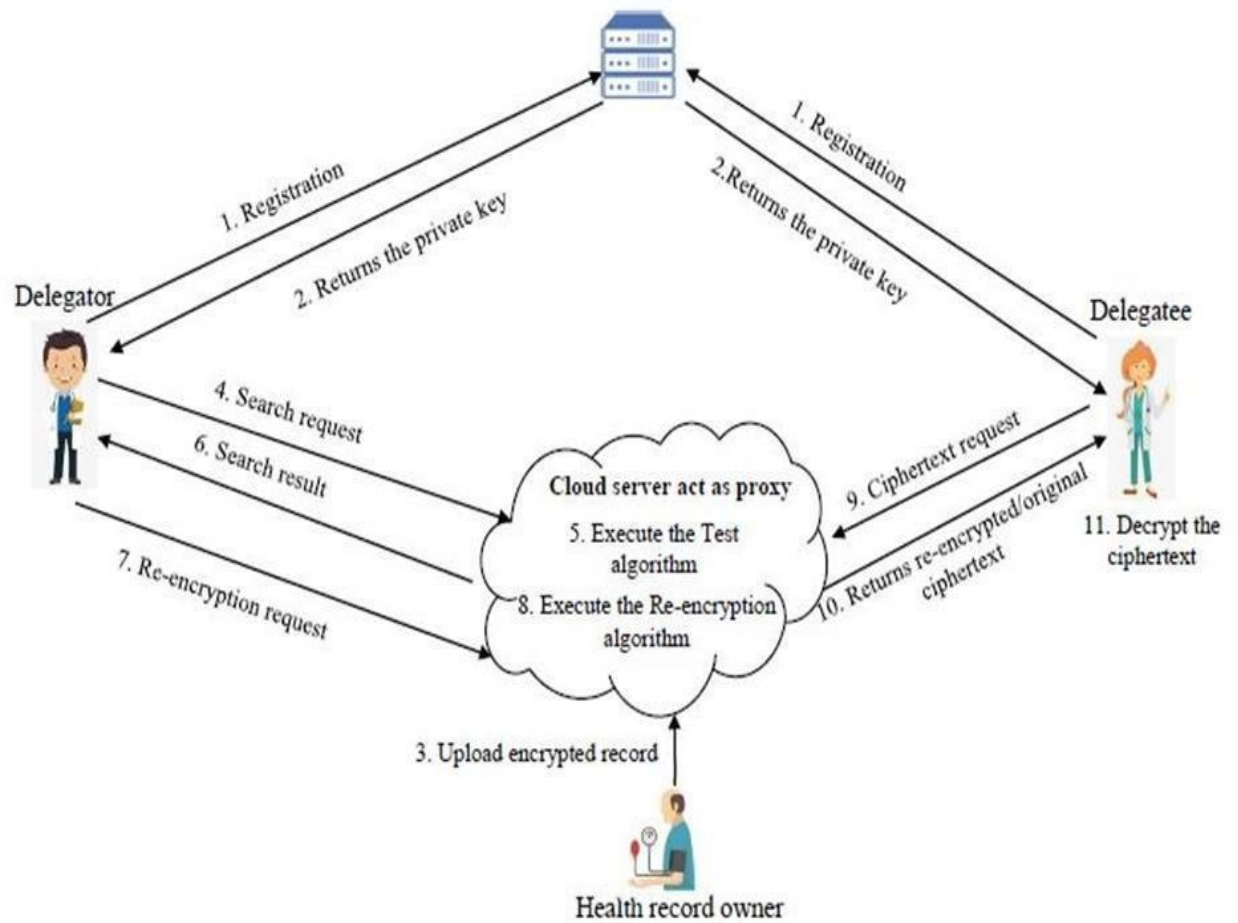 1. Registration
1. Registration
2. Returns the private key
2.Returns the private key
Delegator
Delegatee
4. Search request
6. Search result
7. Re-encryption request
Cloud server act as proxy
5. Execute the Test
algorithm
8. Execute the Re-encryption
algorithm
9. Ciphertext request
10. Returns re-encrypted/original
ciphertext
11. Decrypt the
ciphertext
3. Upload encrypted record
Health record owner